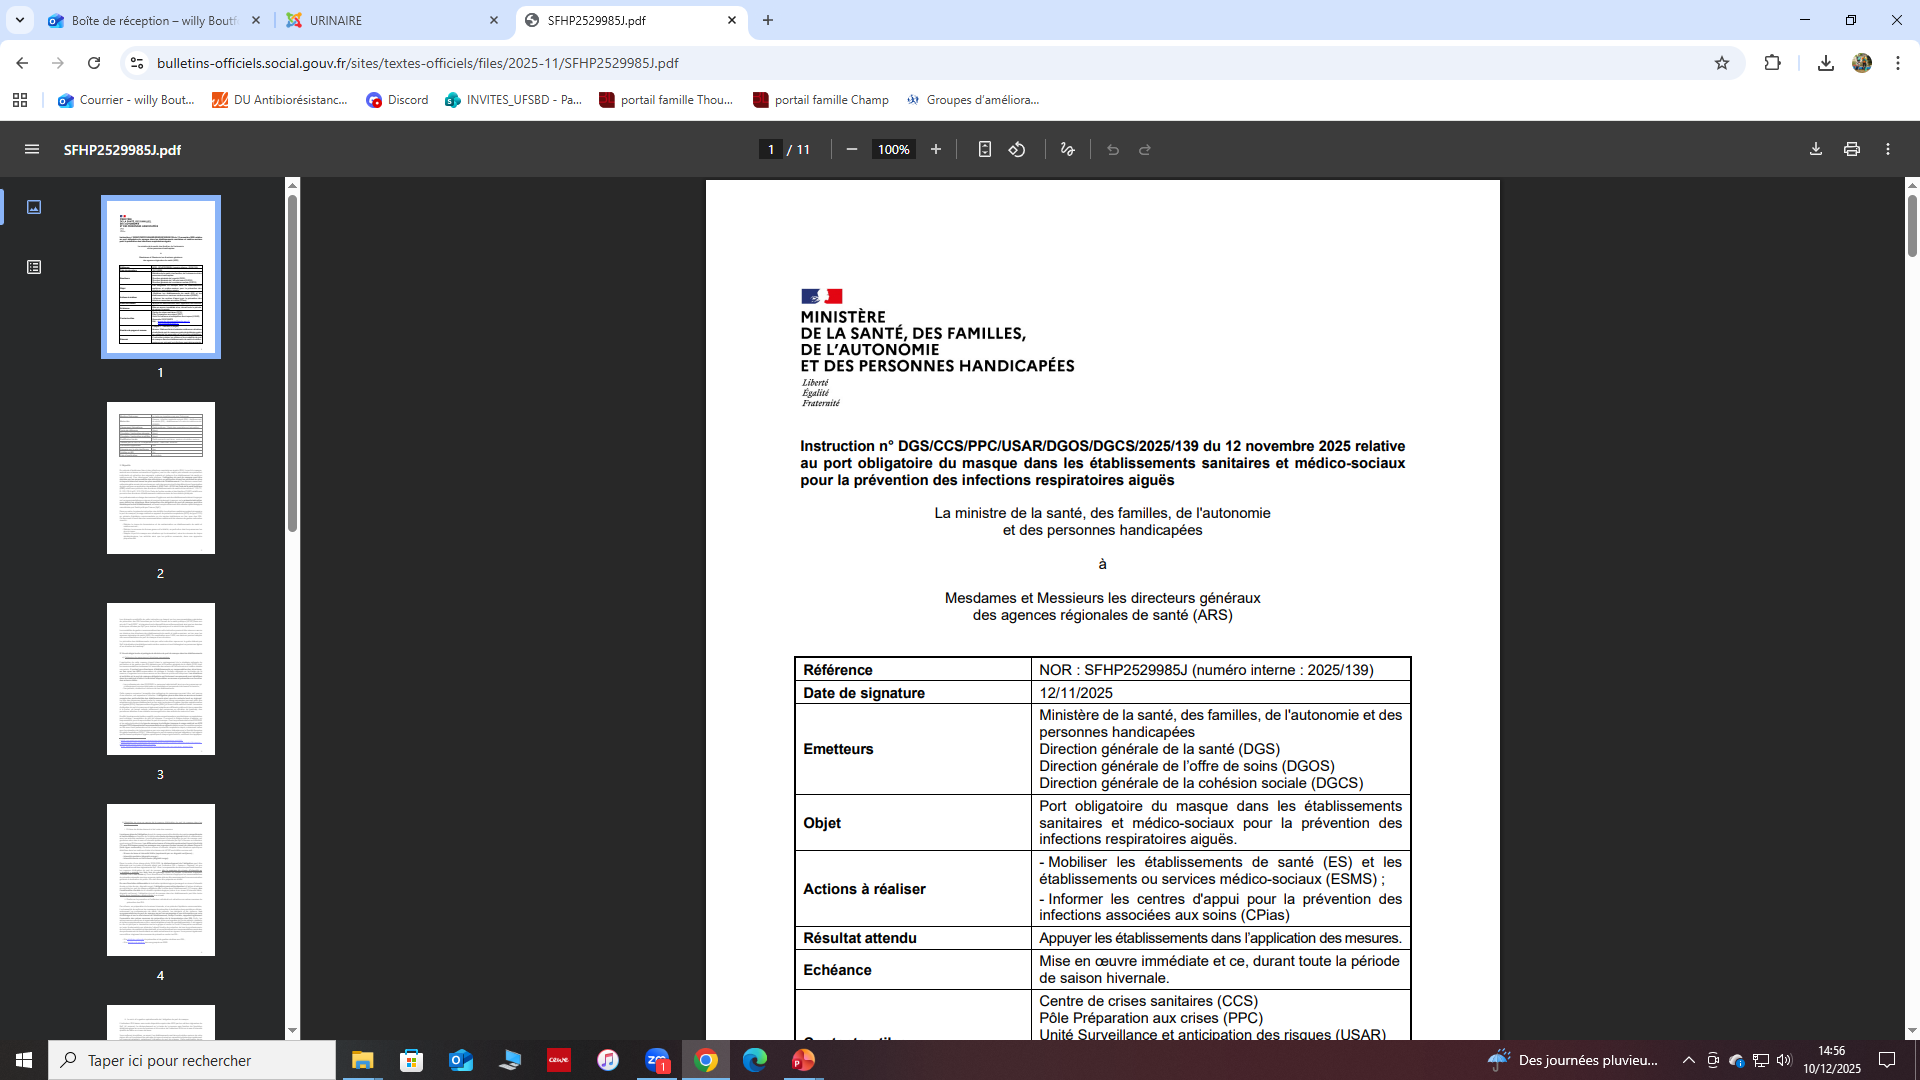 Boîte de réception – willy Boutf
URINAIRE
SFHP2529985J.pdf
bulletins-officiels.social.gouv.fr/sites/textes-officiels/files/2025-11/SFHP2529985J.pdf
Courrier - willy Bout...
DU Antibiorésistanc...
Discord
INVITES_UFSBD - Pa...
portail famille Thou...
portail famille Champ
Groupes d'améliora...
SFHP2529985J.pdf
1 / 11
100%
1
2
3
4
MINISTÈRE
DE LA SANTÉ, DES FAMILLES,
DE L'AUTONOMIE
ET DES PERSONNES HANDICAPÉES
Liberté
Égalité
Fraternité
Instruction n° DGS/CCS/PPC/USAR/DGOS/DGCS/2025/139 du 12 novembre 2025 relative
au port obligatoire du masque dans les établissements sanitaires et médico-sociaux
pour la prévention des infections respiratoires aiguës
La ministre de la santé, des familles, de l'autonomie
et des personnes handicapées
à
Mesdames et Messieurs les directeurs généraux
des agences régionales de santé (ARS)
Référence
NOR : SFHP2529985J (numéro interne : 2025/139)
Date de signature
12/11/2025
Emetteurs
Ministère de la santé, des familles, de l'autonomie et des
personnes handicapées
Direction générale de la santé (DGS)
Direction générale de l'offre de soins (DGOS)
Direction générale de la cohésion sociale (DGCS)
Objet
Port obligatoire du masque dans les établissements
sanitaires et médico-sociaux pour la prévention des
infections respiratoires aiguës.
Actions à réaliser
- Mobiliser les établissements de santé (ES) et les
établissements ou services médico-sociaux (ESMS) ;
- Informer les centres d'appui pour la prévention des
infections associées aux soins (CPias)
Résultat attendu
Appuyer les établissements dans l'application des mesures.
Echéance
Mise en œuvre immédiate et ce, durant toute la période
de saison hivernale.
Centre de crises sanitaires (CCS)
Pôle Préparation aux crises (PPC)
Unité Surveillance et anticipation des risques (USAR)
Taper ici pour rechercher
cewe
1
Des journées pluvieu...
14:56
10/12/2025